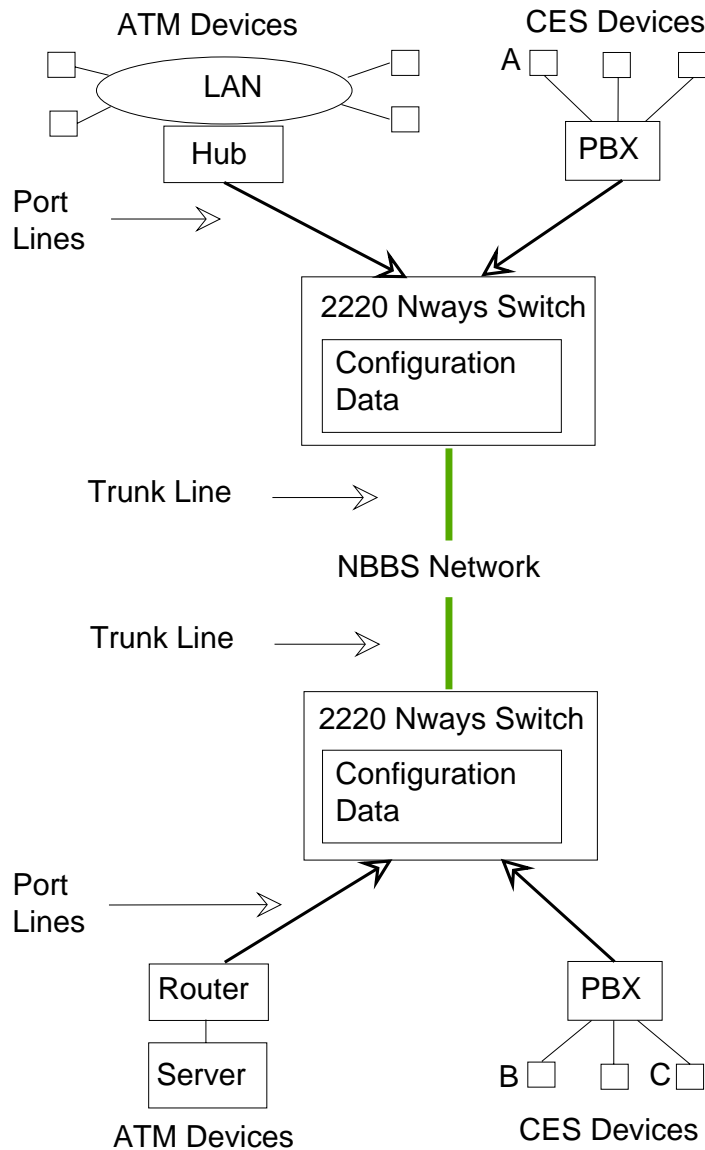 ATM Devices
CES Devices
A
LAN
Hub
PBX
Port
Lines
2220 Nways Switch
Configuration
Data
Trunk Line
NBBS Network
Trunk Line
2220 Nways Switch
Configuration
Data
Port
Lines
Router
PBX
Server
B
C
ATM Devices
CES Devices